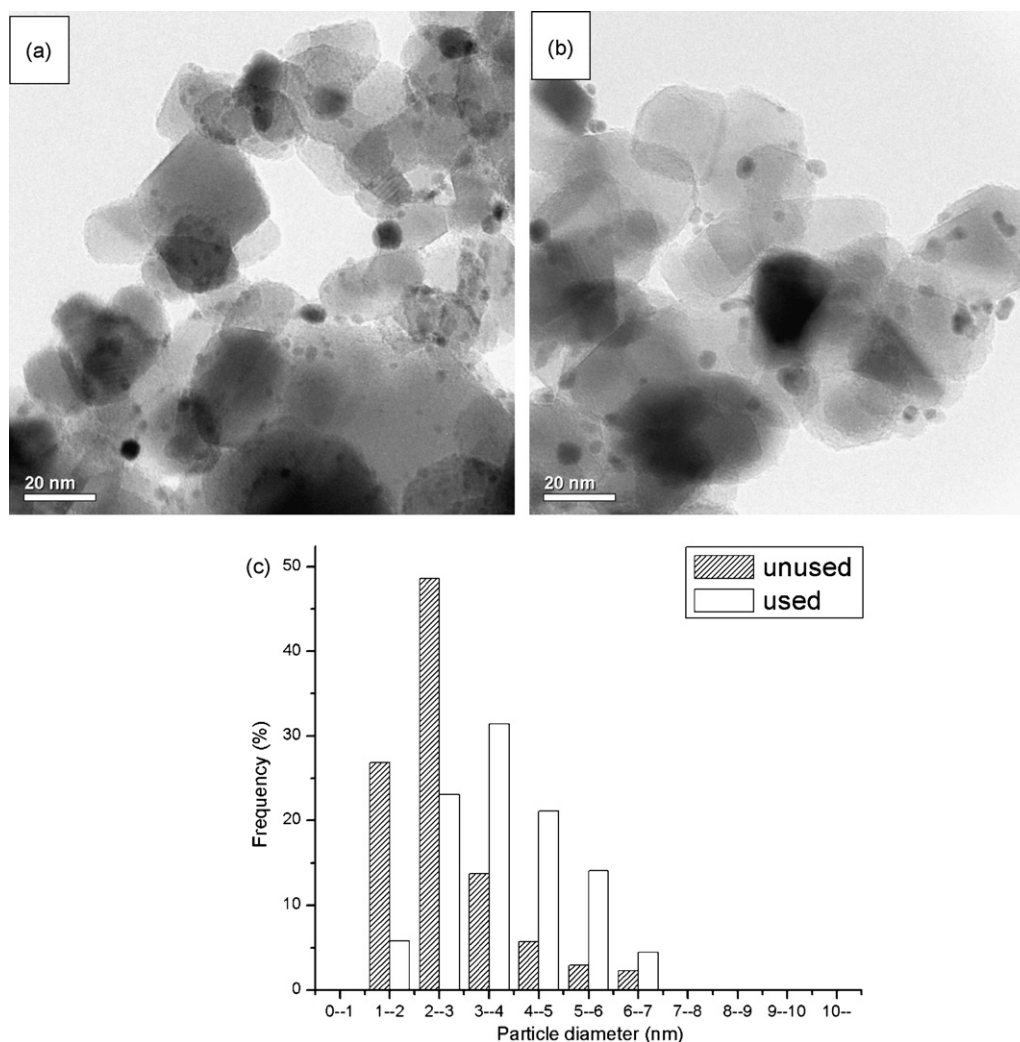 (a)
20 nm
(b)
20 nm
(c)
unused
used
Frequency (%)
50
40
30
20
10
0
0--1 1--2 2--3 3--4 4--5 5--6 6--7 7--8 8--9 9--10 10--
Particle diameter (nm)